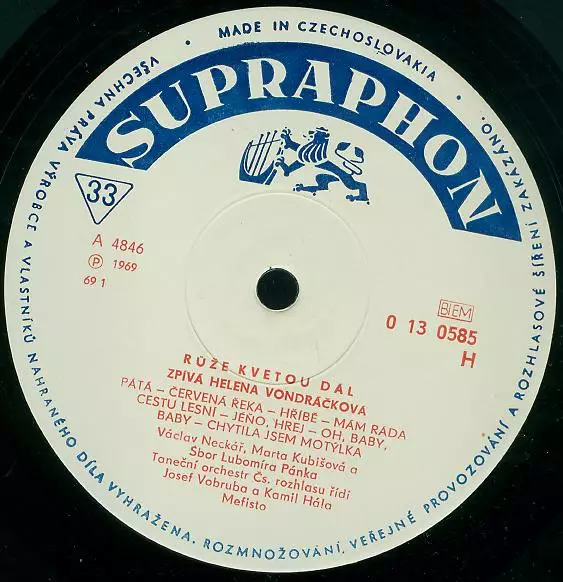 • MADE IN CZECHOSLOVAKIA •
SUPRAPHON
33
A 4846
Ⓟ 1969
69 1
BIEM
0 13 0585
H
RŮŽE KVETOU DÁL
ZPÍVÁ HELENA VONDRÁČKOVÁ
PÁTÁ – ČERVENÁ ŘEKA – HŘÍBĚ – MÁM RÁDA
CESTU LESNÍ – JÉŇO, HREJ – OH, BABY,
BABY – CHYTILA JSEM MOTÝLKA
Václav Neckář, Marta Kubišová a
Sbor Lubomíra Pánka
Taneční orchestr Čs. rozhlasu řídí
Josef Vobruba a Kamil Hála
Mefisto
VŠECHNA PRÁVA VÝROBCE A VLASTNÍKŮ NAHRANÉHO DÍLA VYHRAŽENA. ROZMNOŽOVÁNÍ, VEŘEJNÉ PROVOZOVÁNÍ A ROZHLASOVÉ ŠÍŘENÍ ZAKÁZÁNO.